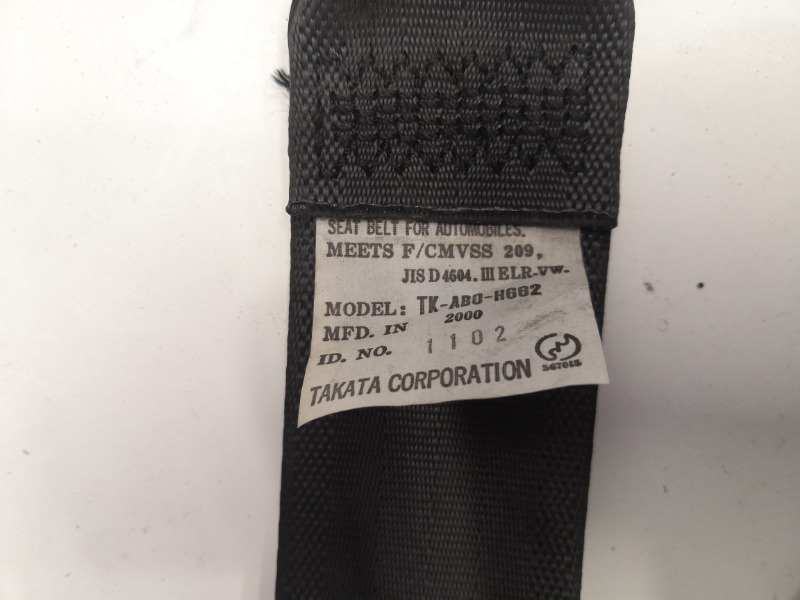 SEAT BELT FOR AUTOMOBILES.
MEETS F/CMVSS 209,
JIS D 4604. III ELR-VW-
MODEL: TK-AB0-H662
MFD. IN 2000
ID. NO. 1102
TAKATA CORPORATION